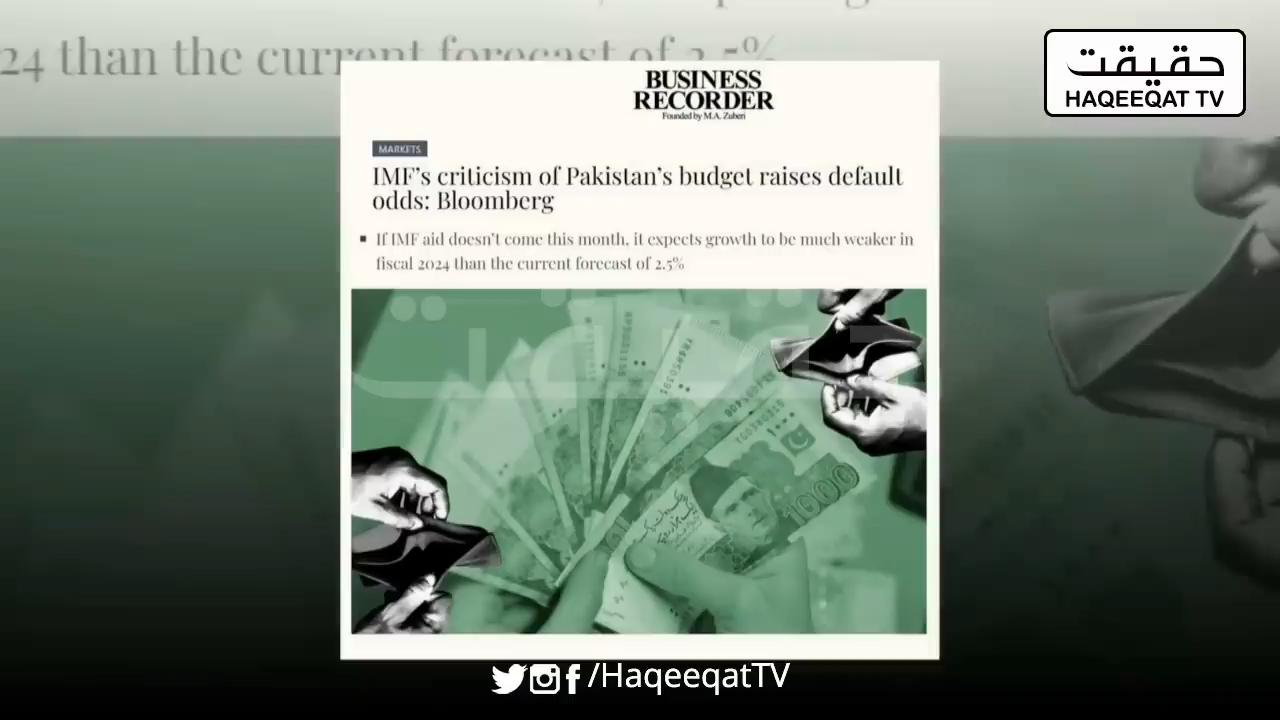 24 than the current forecast of 2.5%
حقیقت
HAQEEQAT TV
BUSINESS
RECORDER
Founded by M.A. Zuberi
MARKETS
IMF's criticism of Pakistan's budget raises default
odds: Bloomberg
▪ If IMF aid doesn't come this month, it expects growth to be much weaker in
fiscal 2024 than the current forecast of 2.5%
حقیقت
1000
/HaqeeqatTV